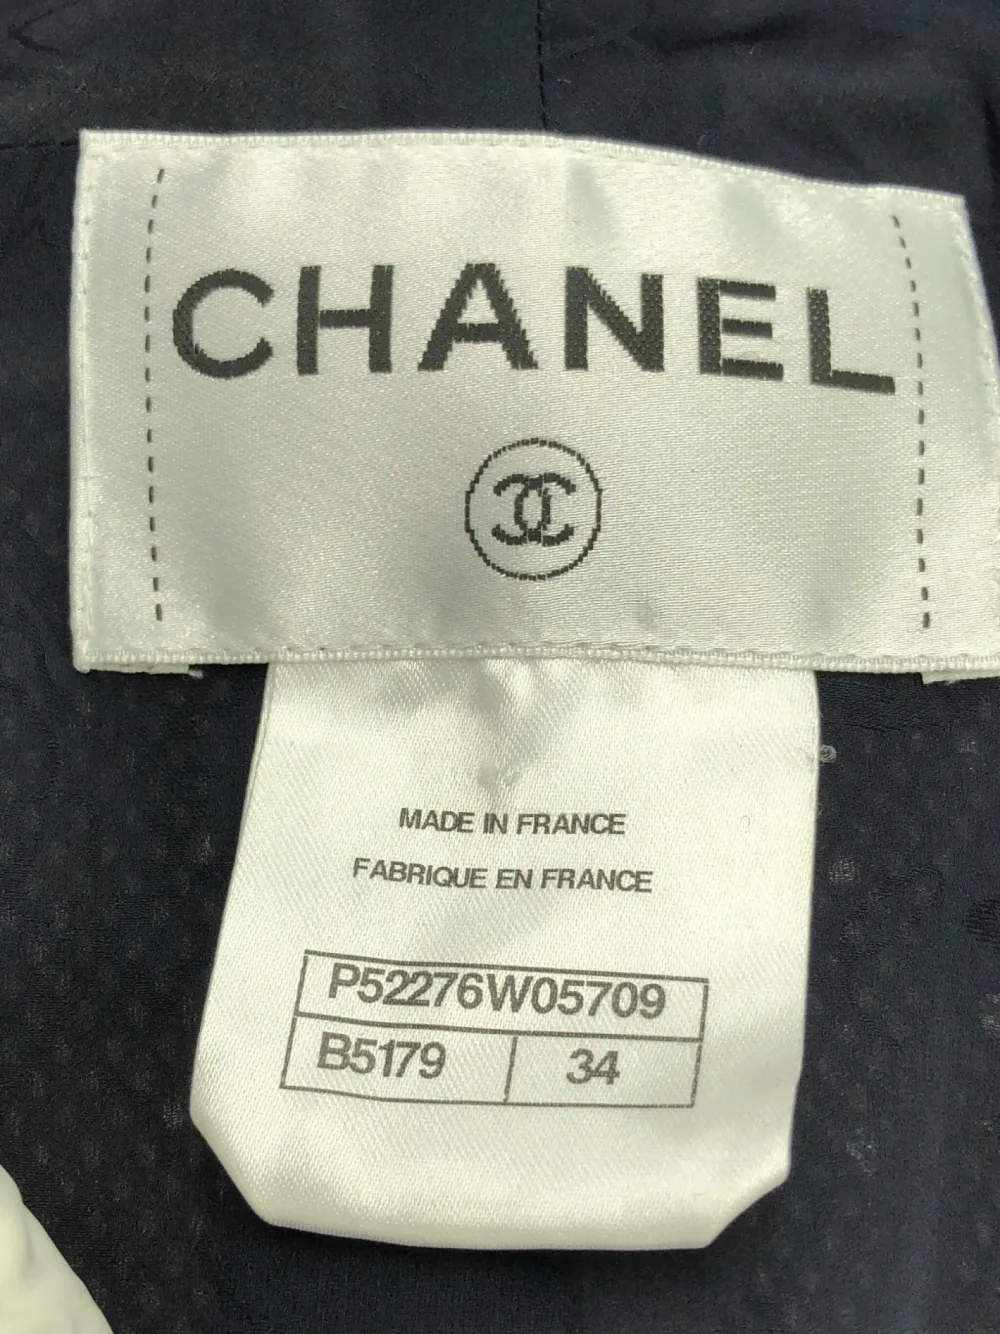 CHANEL
MADE IN FRANCE
FABRIQUE EN FRANCE
P52276W05709
B5179 34